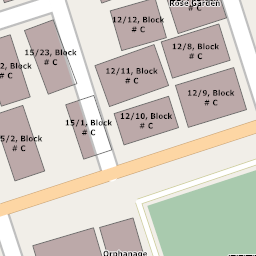 Rose Garden
12/12, Block
# C
15/23, Block
# C
12/8, Block
# C
2, Block
# C
12/11, Block
# C
12/9, Block
# C
12/10, Block
# C
15/1, Block
# C
5/2, Block
# C
Orphanage